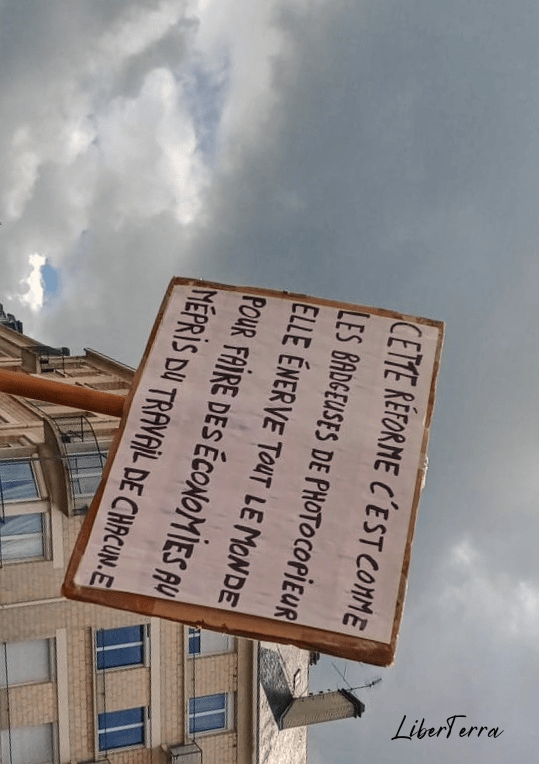 CETTE RÉFORME C'EST COMME
LES BADGEUSES DE PHOTOCOPIEUR
ELLE ÉNERVE TOUT LE MONDE
POUR FAIRE DES ÉCONOMIES AU
MÉPRIS DU TRAVAIL DE CHACUN.E
LiberTerra